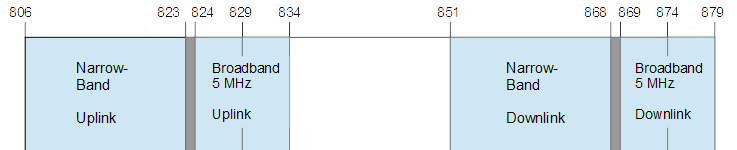 806 823 824 829 834 851 868 869 874 879
Narrow-
Band
Uplink
Broadband
5 MHz
Uplink
Narrow-
Band
Downlink
Broadband
5 MHz
Downlink